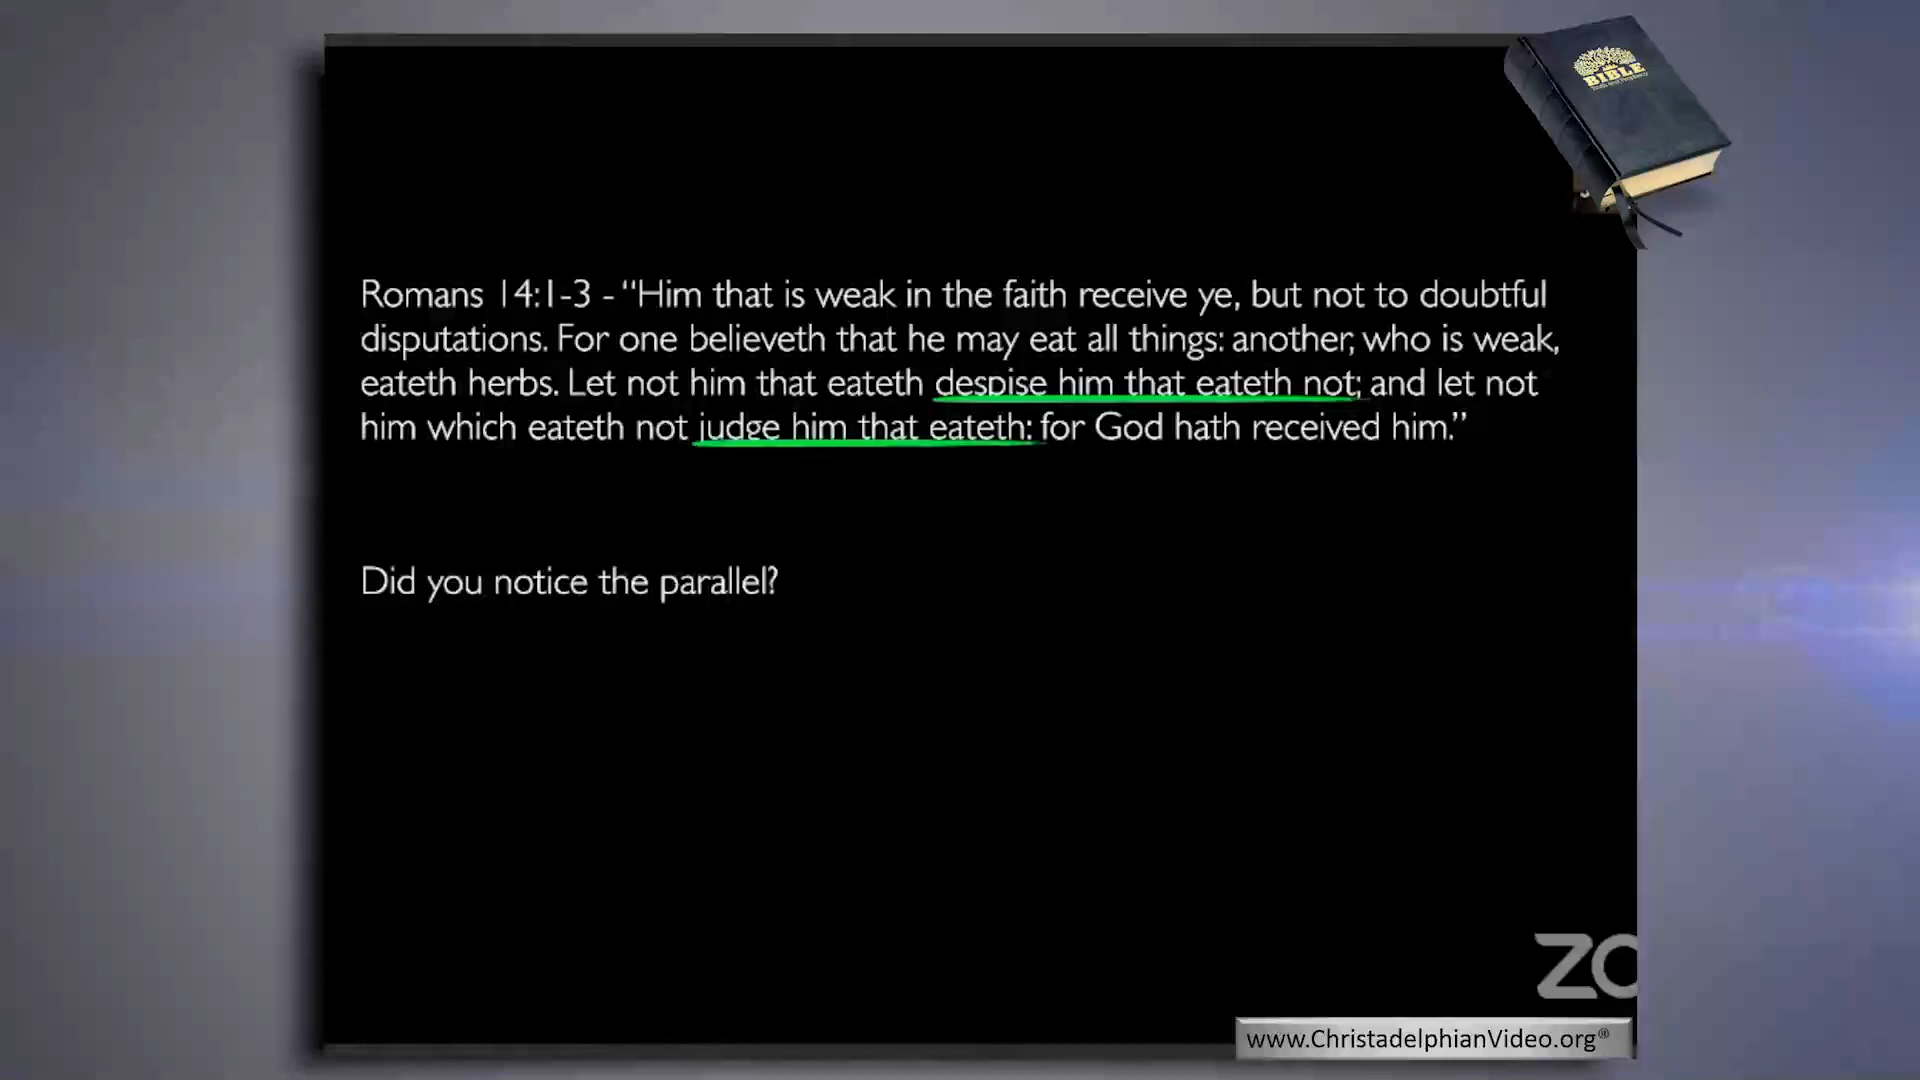 BIBLE
Romans 14:1-3 - “Him that is weak in the faith receive ye, but not to doubtful
disputations. For one believeth that he may eat all things: another, who is weak,
eateth herbs. Let not him that eateth despise him that eateth not; and let not
him which eateth not judge him that eateth: for God hath received him.”
Did you notice the parallel?
ZO
www.ChristadelphianVideo.org®